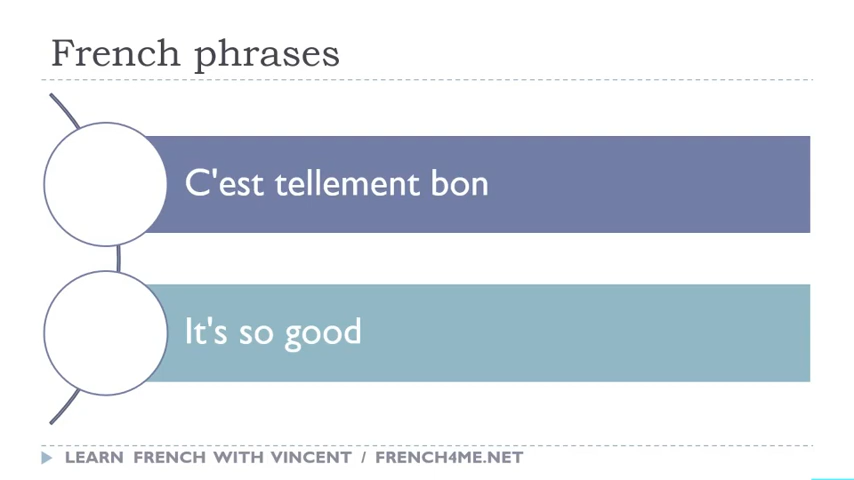 French phrases
C'est tellement bon
It's so good
LEARN FRENCH WITH VINCENT / FRENCH4ME.NET